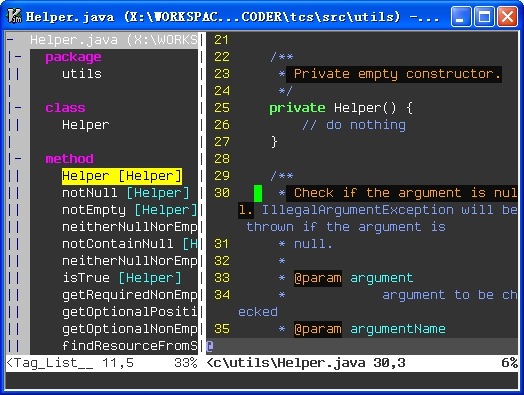 Helper.java (X:\WORKSPAC...CODER\tcs\src\utils) - ...
Helper.java (X:\WORKS
package
utils
class
Helper
method
Helper [Helper]
notNull [Helper]
notEmpty [Helper]
neitherNullNorEmp
notContainNull [H
neitherNullNorEmp
isTrue [Helper]
getRequiredNonEmp
getOptionalPositi
getOptionalNonEmp
findResourceFromS
<Tag_List__ 11,5 33%
21
22 /**
23 * Private empty constructor.
24 */
25 private Helper() {
26 // do nothing
27 }
28
29 /**
30 * Check if the argument is nul
l. IllegalArgumentException will be
thrown if the argument is
31 * null.
32 *
33 * @param argument
34 * argument to be ch
ecked
35 * @param argumentName
@
<c\utils\Helper.java 30,3 6%